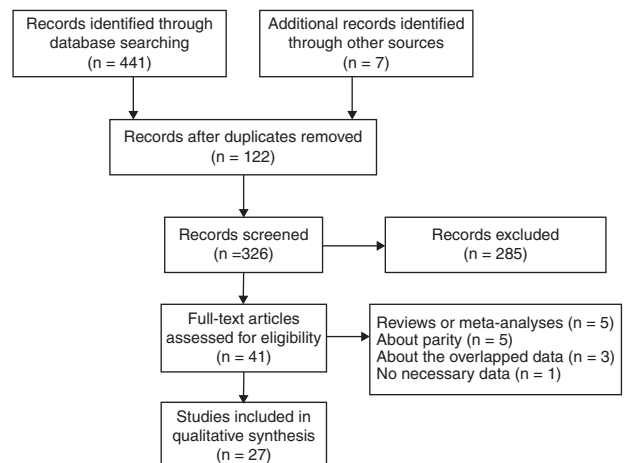 Records identified through
database searching
(n = 441)
Additional records identified
through other sources
(n = 7)
Records after duplicates removed
(n = 122)
Records screened
(n =326)
Records excluded
(n = 285)
Full-text articles
assessed for eligibility
(n = 41)
Reviews or meta-analyses (n = 5)
About parity (n = 5)
About the overlapped data (n = 3)
No necessary data (n = 1)
Studies included in
qualitative synthesis
(n = 27)